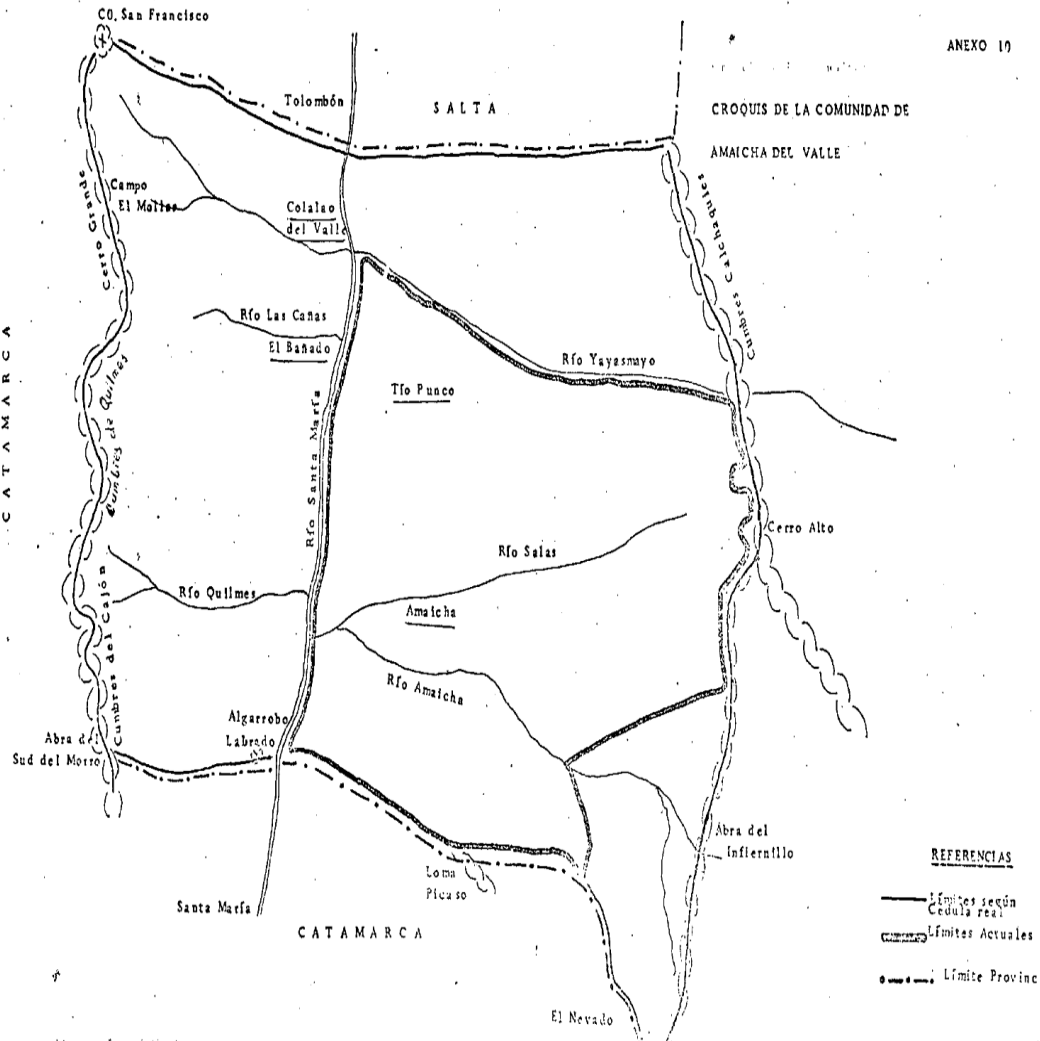 CO. San Francisco
ANEXO 10
Tolombón
SALTA
CROQUIS DE LA COMUNIDAD DE
AMAICHA DEL VALLE
Cerro Grande
Campo
El Mollar
Colalao
del Valle
Cumbres Calchaquies
CATAMARCA
Río Las Cañas
El Bañado
Río Yayasmayo
Tío Punco
Cumbres de Quilmes
Río Santa María
Cerro Alto
Río Salas
Río Quilmes
Amaicha
Cumbres del Cajón
Río Amaicha
Algarrobo
Labrado
Abra del
Sud del Morro
Abra del
Infiernillo
Loma
Picaso
Santa María
CATAMARCA
El Nevado
REFERENCIAS
Límites según
Cédula real
Límites Actuales
Límite Provinc